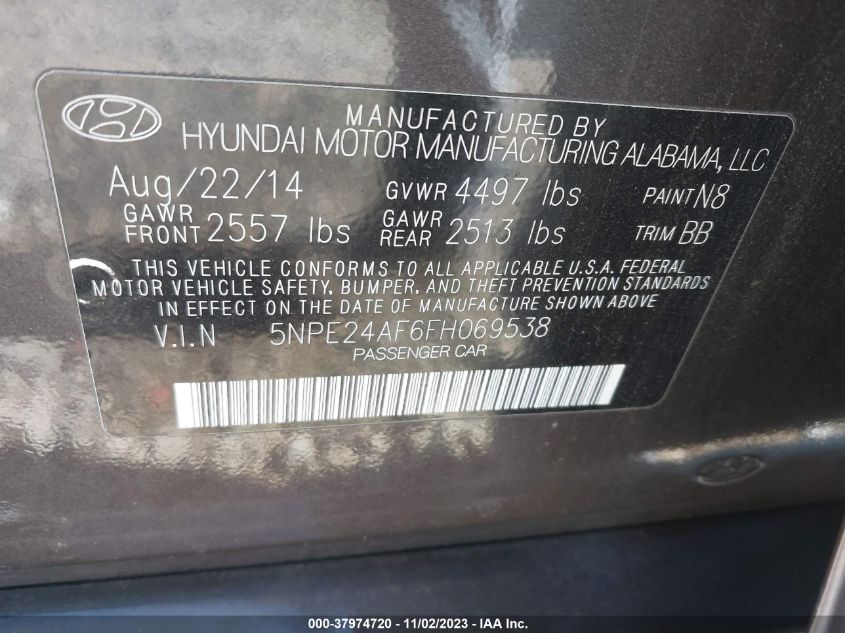 MANUFACTURED BY
HYUNDAI MOTOR MANUFACTURING ALABAMA, LLC
Aug/22/14 GVWR 4497 lbs PAINT N8
GAWR FRONT 2557 lbs GAWR REAR 2513 lbs TRIM BB
THIS VEHICLE CONFORMS TO ALL APPLICABLE U.S.A. FEDERAL
MOTOR VEHICLE SAFETY, BUMPER, AND THEFT PREVENTION STANDARDS
IN EFFECT ON THE DATE OF MANUFACTURE SHOWN ABOVE
V.I.N 5NPE24AF6FH069538
PASSENGER CAR
000-37974720 - 11/02/2023 - IAA Inc.